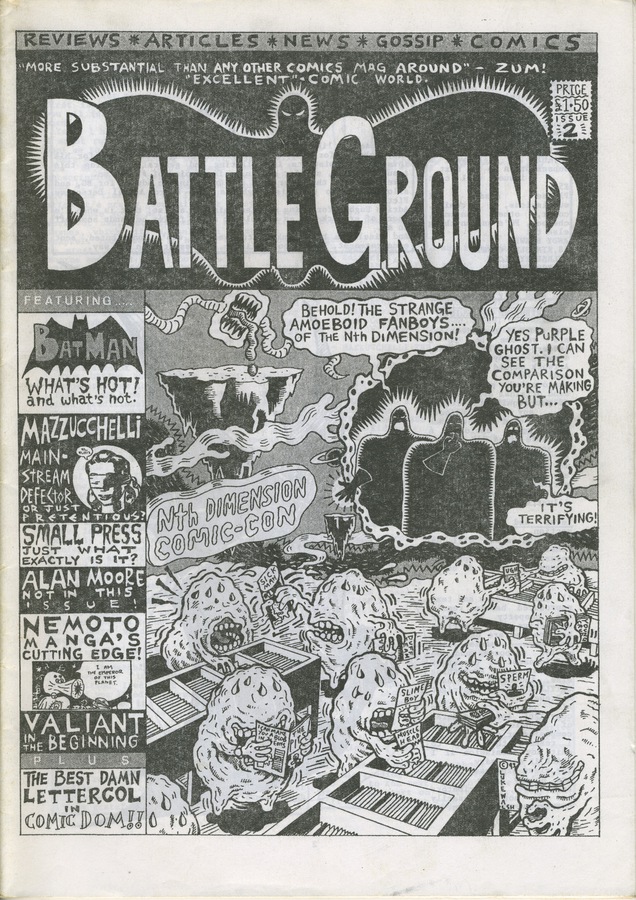 REVIEWS * ARTICLES * NEWS * GOSSIP * COMICS
"MORE SUBSTANTIAL THAN ANY OTHER COMICS MAG AROUND" - ZUM!
"EXCELLENT" - COMIC WORLD.
PRICE
£1·50
ISSUE
2
BATTLEGROUND
FEATURING.....
BATMAN
WHAT'S HOT!
and what's not.
MAZZUCCHELLI
MAIN-
STREAM
DEFECTOR
OR JUST
PRETENTIOUS?
SMALL PRESS
JUST WHAT
EXACTLY IS IT?
ALAN MOORE
NOT IN THIS
ISSUE!
NEMOTO
MANGA'S
CUTTING EDGE!
I AM
THE EMPEROR OF
THIS
PLANET.
VALIANT
IN THE BEGINNING
PLUS
THE BEST DAMN
LETTERCOL
IN
COMICDOM!!
BEHOLD! THE STRANGE
AMOEBOID FANBOYS....
OF THE Nth DIMENSION!
YES PURPLE
GHOST. I CAN
SEE THE
COMPARISON
YOU'RE MAKING
BUT...
IT'S
TERRIFYING!
Nth DIMENSION
COMIC-CON
SPERM
SLIME
BOY
MUSCLE